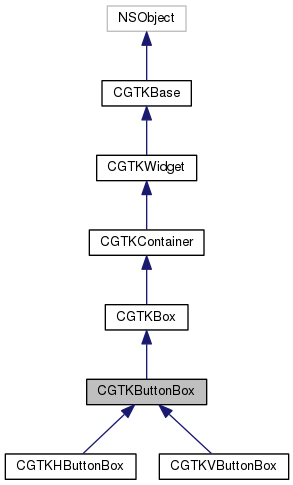 NSObject
CGTKBase
CGTKWidget
CGTKContainer
CGTKBox
CGTKButtonBox
CGTKHButtonBox
CGTKVButtonBox